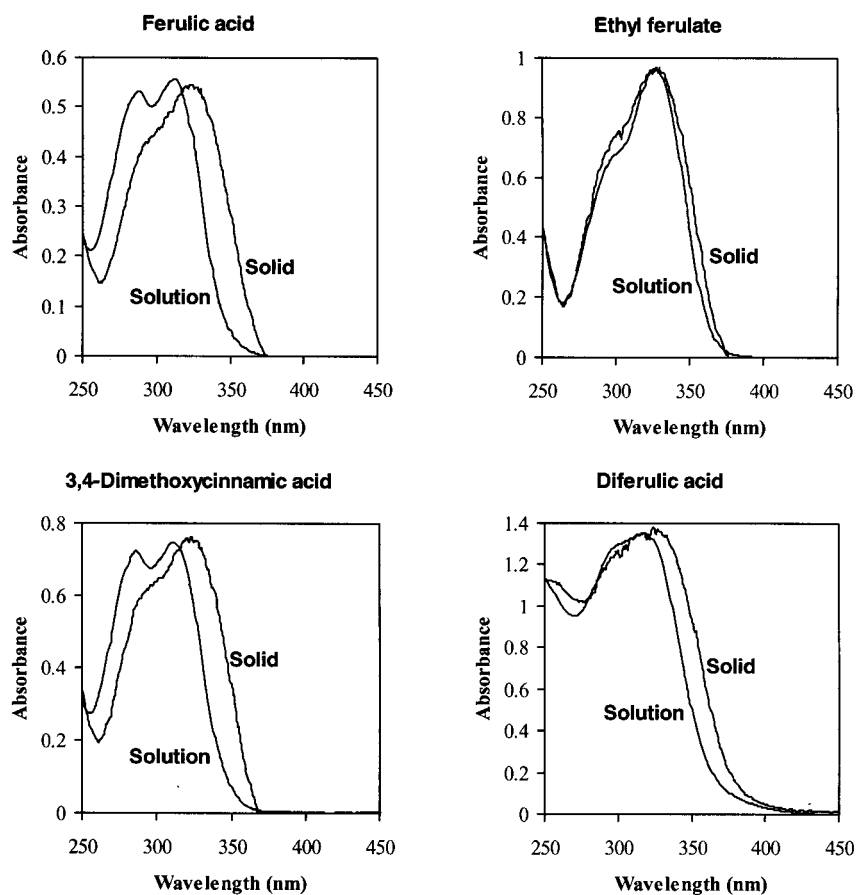 Ferulic acid
0.6
0.5
0.4
0.3
0.2
0.1
0
Absorbance
Solid
Solution
250 300 350 400 450
Wavelength (nm)
Ethyl ferulate
1
0.8
0.6
0.4
0.2
0
Absorbance
Solid
Solution
250 300 350 400 450
Wavelength (nm)
3,4-Dimethoxycinnamic acid
0.8
0.6
0.4
0.2
0
Absorbance
Solid
Solution
250 300 350 400 450
Wavelength (nm)
Diferulic acid
1.4
1.2
1
0.8
0.6
0.4
0.2
0
Absorbance
Solid
Solution
250 300 350 400 450
Wavelength (nm)